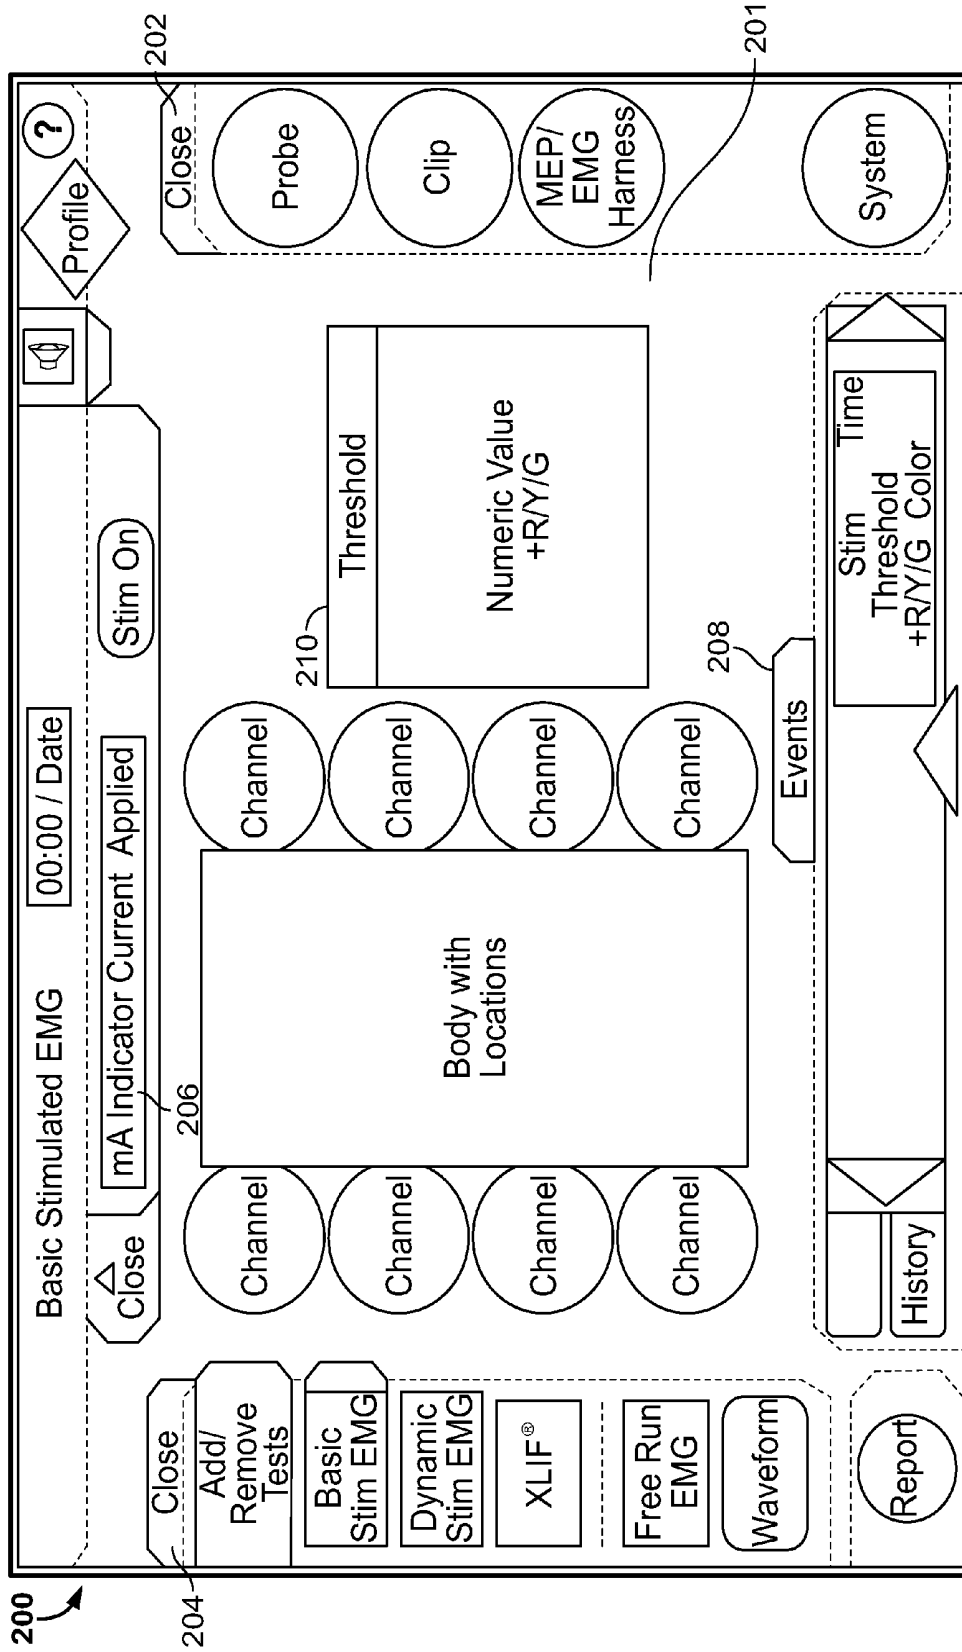 200
Basic Stimulated EMG
00:00 / Date
Profile
?
Close
mA Indicator Current Applied
Stim On
206
204
Close
Add/
Remove
Tests
Basic
Stim EMG
Dynamic
Stim EMG
XLIF®
Free Run
EMG
Waveform
Report
Channel
Channel
Channel
Channel
Body with
Locations
Channel
Channel
Channel
Channel
210
Threshold
Numeric Value
+R/Y/G
202
Close
Probe
Clip
MEP/
EMG
Harness
System
201
208
Events
History
Stim
Time
Threshold
+R/Y/G Color